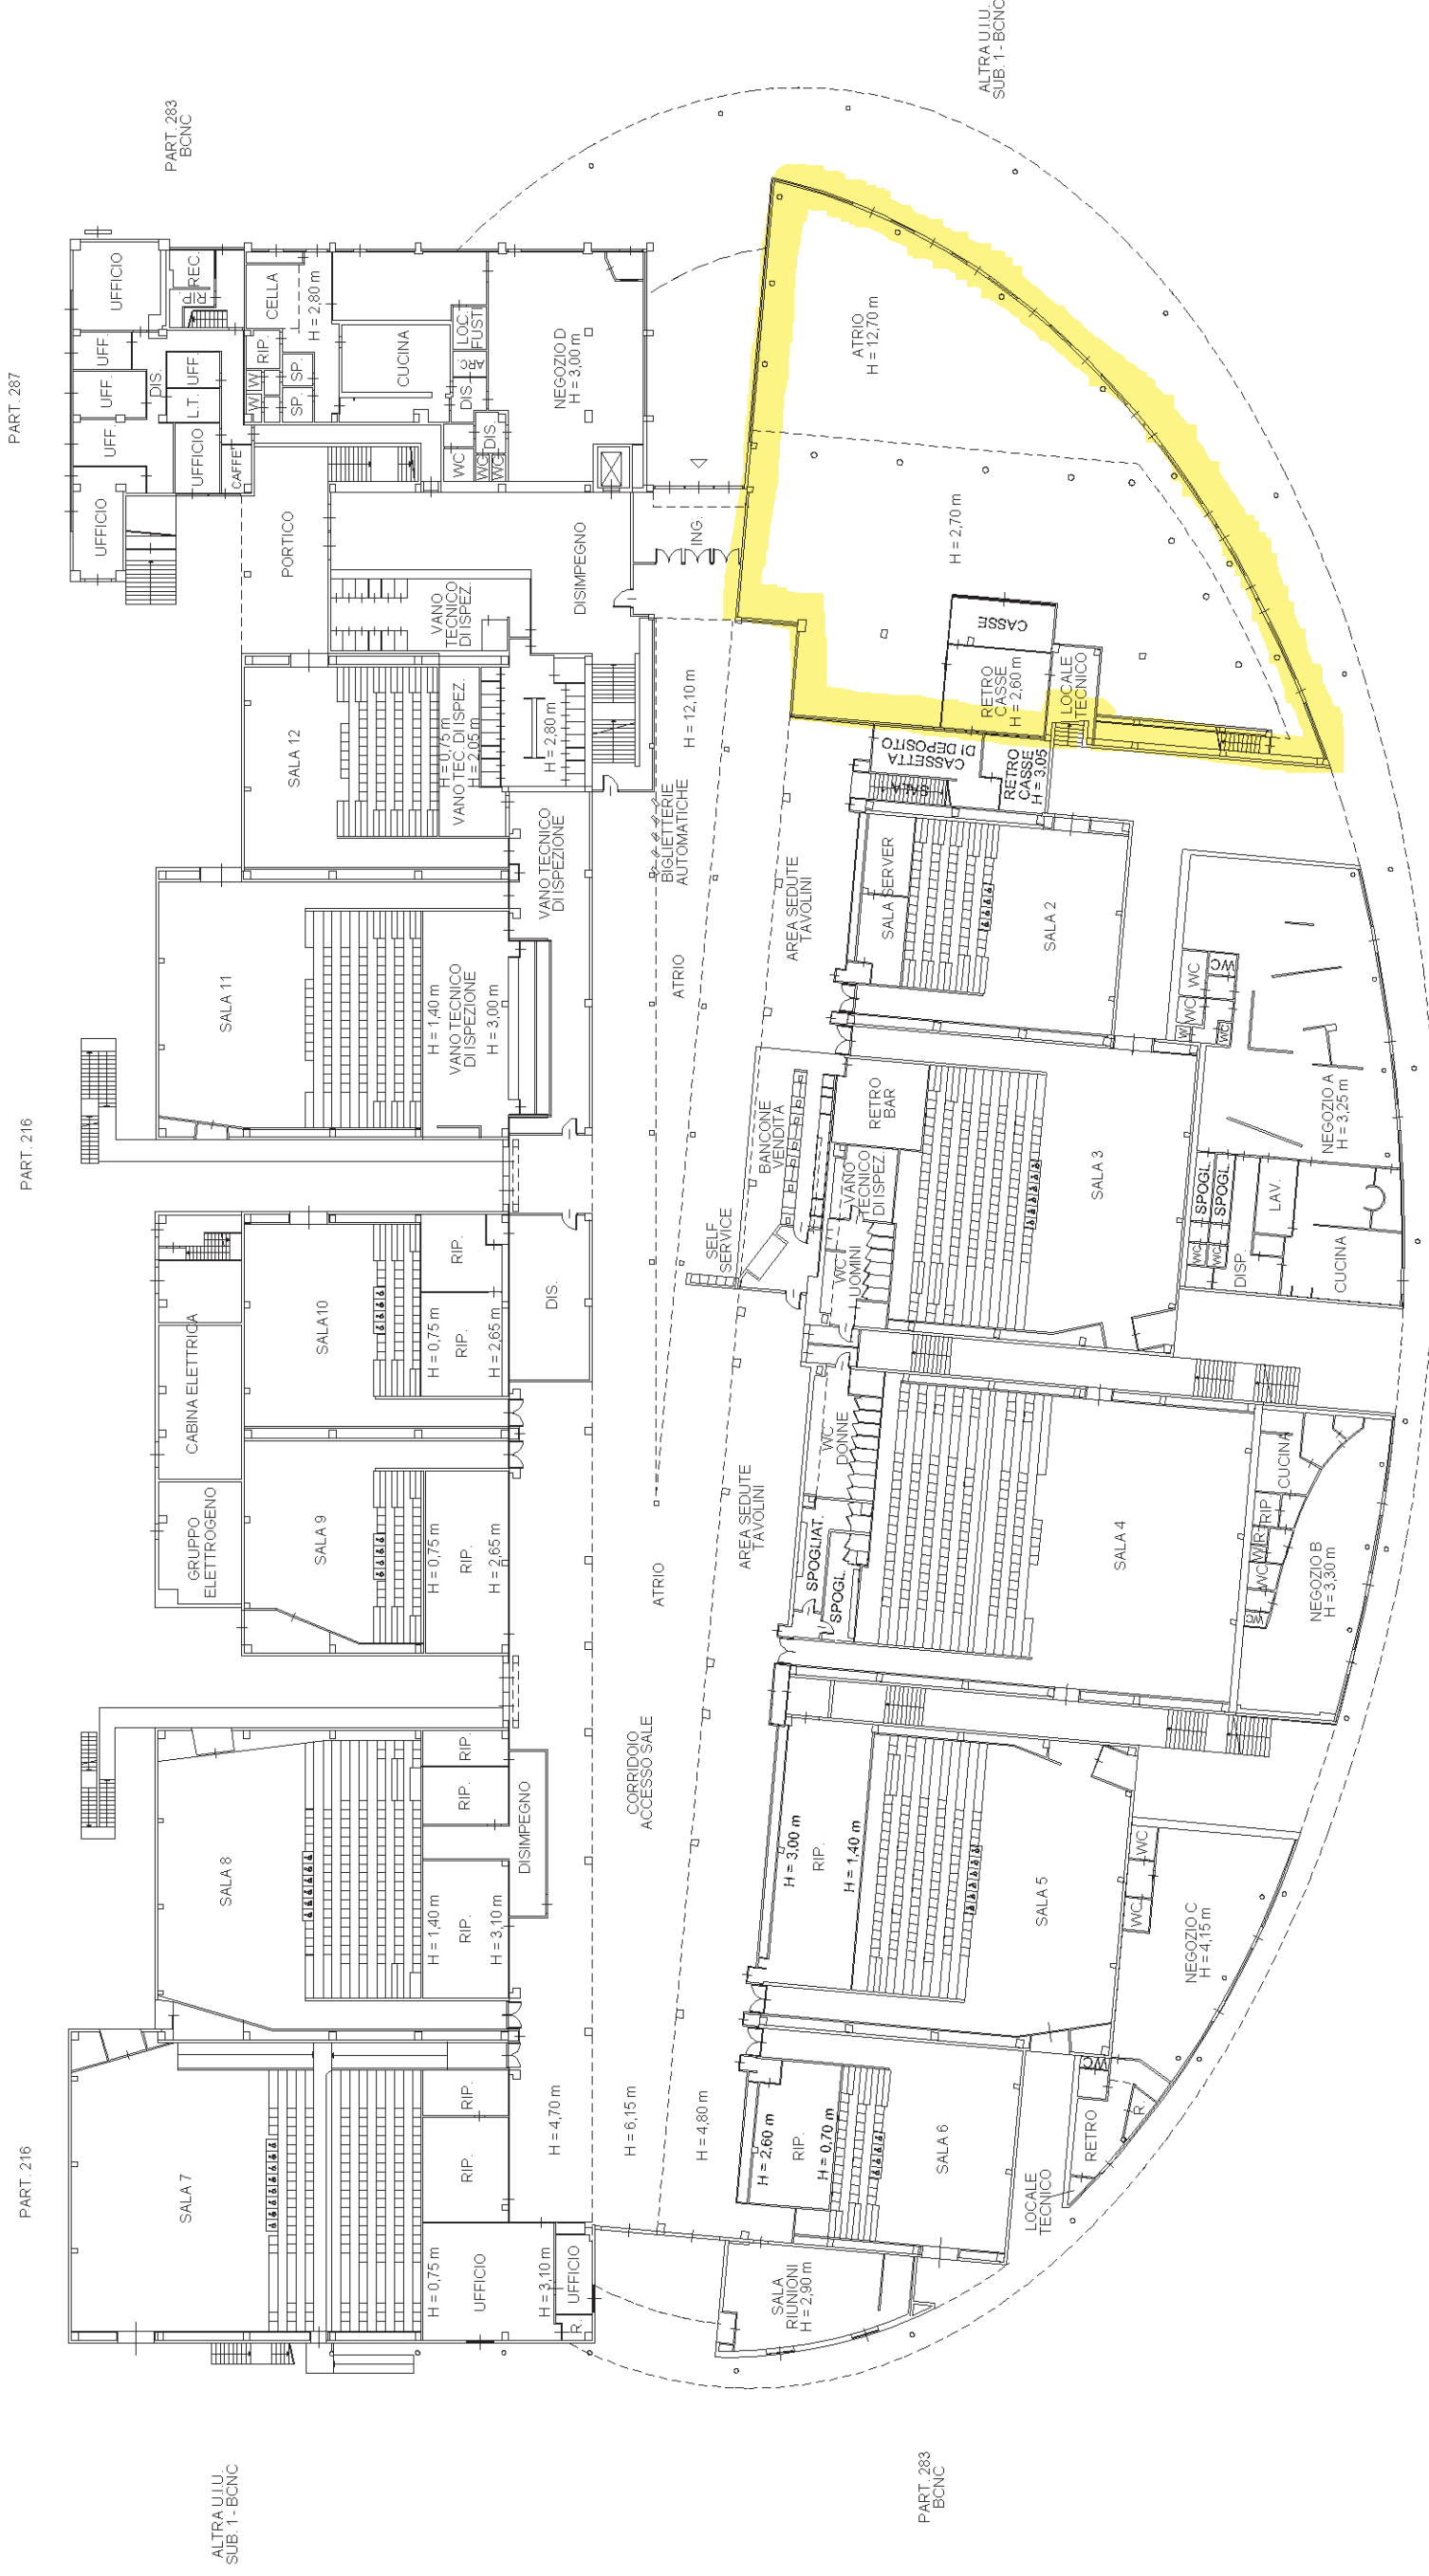 PART. 287
PART. 216
PART. 216
PART. 283
BCNC
ALTRA U.I.U.
SUB. 1 - BCNC
ALTRA U.I.U.
SUB. 1 - BCNC
PART. 283
BCNC
UFFICIO
UFF.
UFF.
UFF.
UFFICIO
DIS.
REC.
L.T.
UFF.
UFFICIO
CAFFE'
CELLA
H = 2,80 m
RIP.
W
W
SP.
SP.
CUCINA
LOC.
FUSTI
DIS.
NEGOZIO D
H = 3,00 m
WC
DIS.
WC
WC
PORTICO
VANO
TECNICO
DI ISPEZ.
DISIMPEGNO
ING.
SALA 12
H = 0,75 m
VANO TEC. DI ISPEZ.
H = 2,05 m
H = 2,80 m
H = 12,10 m
ATRIO
H = 12,70 m
H = 2,70 m
CASSE
RETRO
CASSE
H = 2,60 m
LOCALE
TECNICO
CASSETTA
DI DEPOSITO
RETRO
CASSE
H = 3,05
SALA
VANO TECNICO
DI ISPEZIONE
BIGLIETTERIE
AUTOMATICHE
AREA SEDUTE
TAVOLINI
SALA SERVER
SALA 2
SALA 11
H = 1,40 m
VANO TECNICO
DI ISPEZIONE
H = 3,00 m
ATRIO
BANCONE
VENDITA
RETRO
BAR
VANO
TECNICO
DI ISPEZ.
SELF
SERVICE
WC
UOMINI
SALA 3
WC
WC
WC
W
WC
NEGOZIO A
H = 3,25 m
SPOGL.
SPOGL.
WC
WC
LAV.
DISP.
CUCINA
CABINA ELETTRICA
SALA10
RIP.
H = 0,75 m
RIP.
H = 2,65 m
DIS.
GRUPPO
ELETTROGENO
SALA 9
H = 0,75 m
RIP.
H = 2,65 m
ATRIO
AREA SEDUTE
TAVOLINI
WC
DONNE
SPOGLIAT.
SPOGL.
SALA 4
CUCINA
RIP.
W
R
WC
WC
NEGOZIO B
H = 3,30 m
SALA 8
RIP.
RIP.
H = 1,40 m
RIP.
H = 3,10 m
DISIMPEGNO
CORRIDOIO
ACCESSO SALE
H = 3,00 m
RIP.
H = 1,40 m
SALA 5
WC
WC
NEGOZIO C
H = 4,15 m
SALA 7
RIP.
RIP.
H = 0,75 m
UFFICIO
H = 3,10 m
UFFICIO
R.
H = 4,70 m
H = 6,15 m
H = 4,80 m
H = 2,60 m
RIP.
H = 0,70 m
SALA 6
WC
RETRO
R.
LOCALE
TECNICO
SALA
RIUNIONI
H = 2,90 m